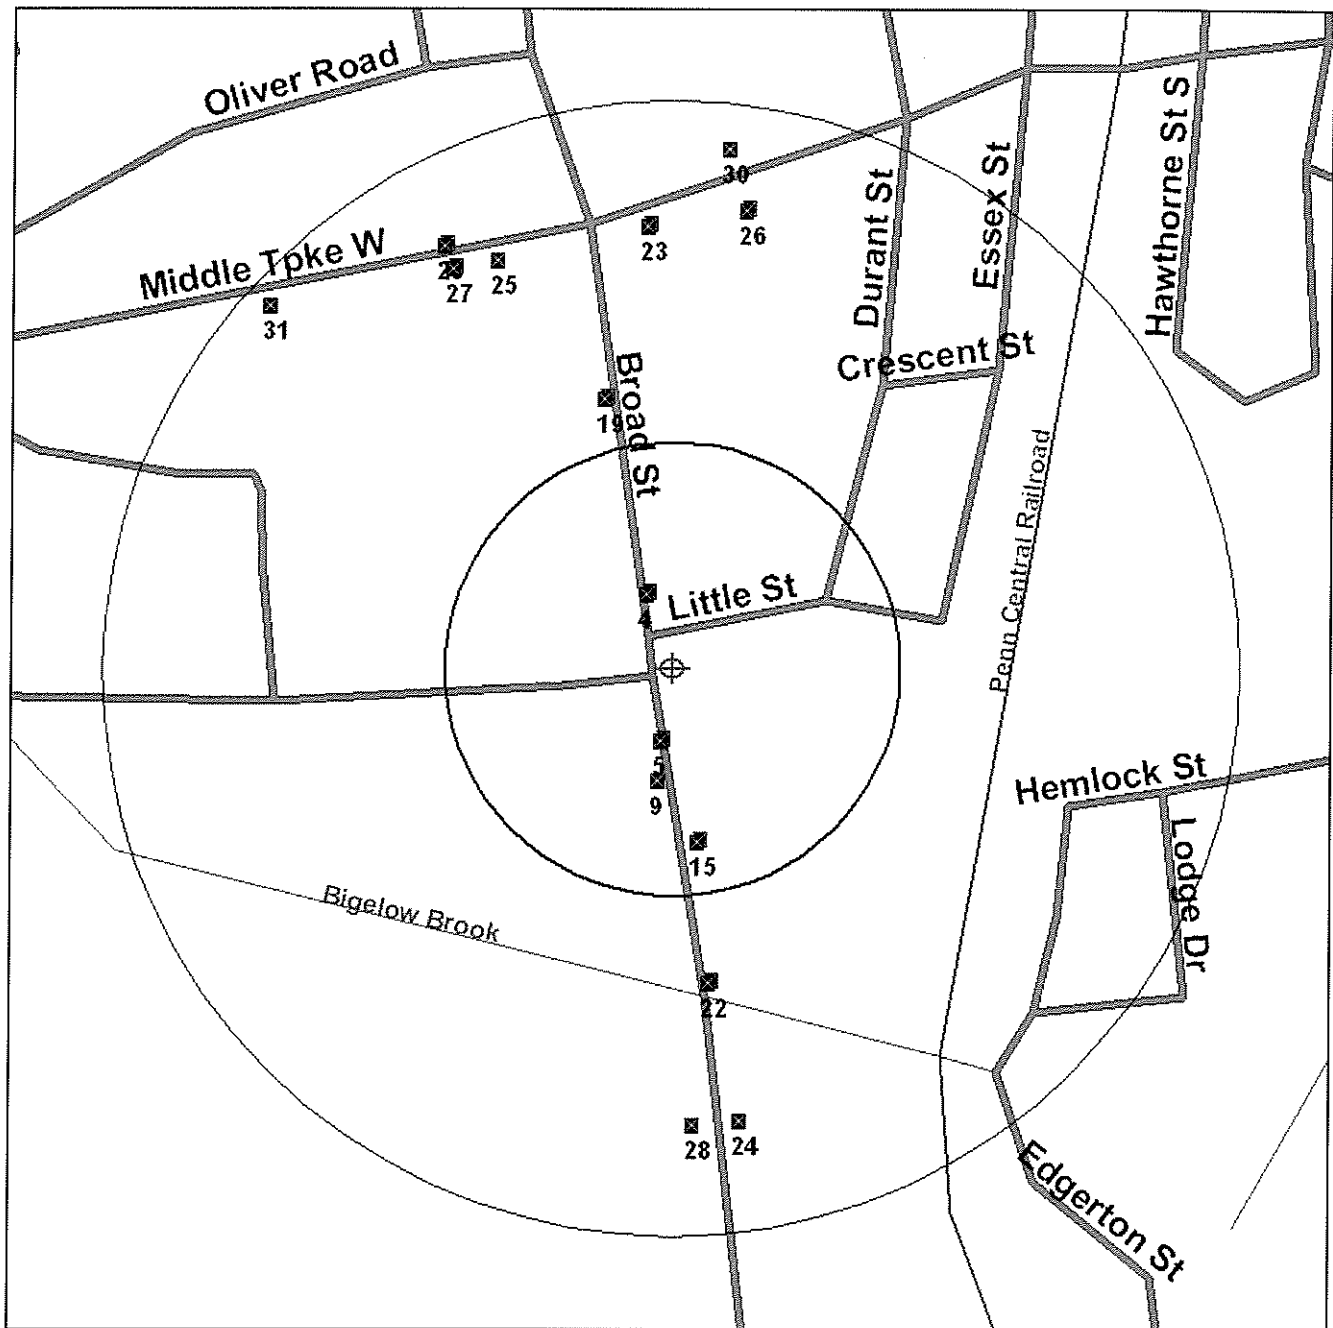 Oliver Road
Hawthorne St S
30
Durant St
Essex St
Middle Tpke W
23
26
27
25
31
Crescent St
Broad St
19
Penn Central Railroad
Little St
4
9
Hemlock St
15
Lodge Dr
Bigelow Brook
22
28
24
Edgerton St